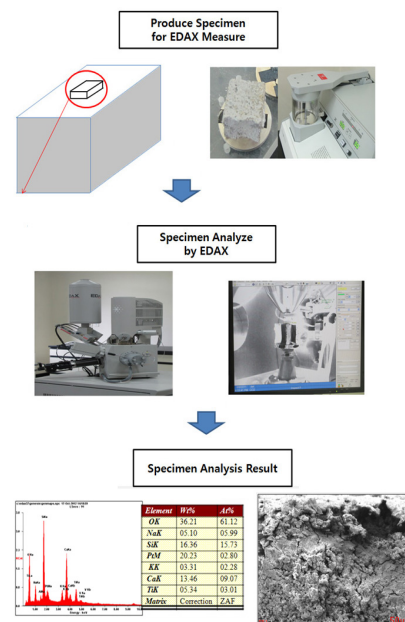 Produce Specimen
for EDAX Measure
Specimen Analyze
by EDAX
Specimen Analysis Result
Element Wt% At%
OK 36.21 61.12
NaK 05.10 05.99
SiK 16.36 15.73
PtM 20.23 02.80
KK 03.31 02.28
CaK 13.46 09.07
TiK 05.34 03.01
Matrix Correction ZAF